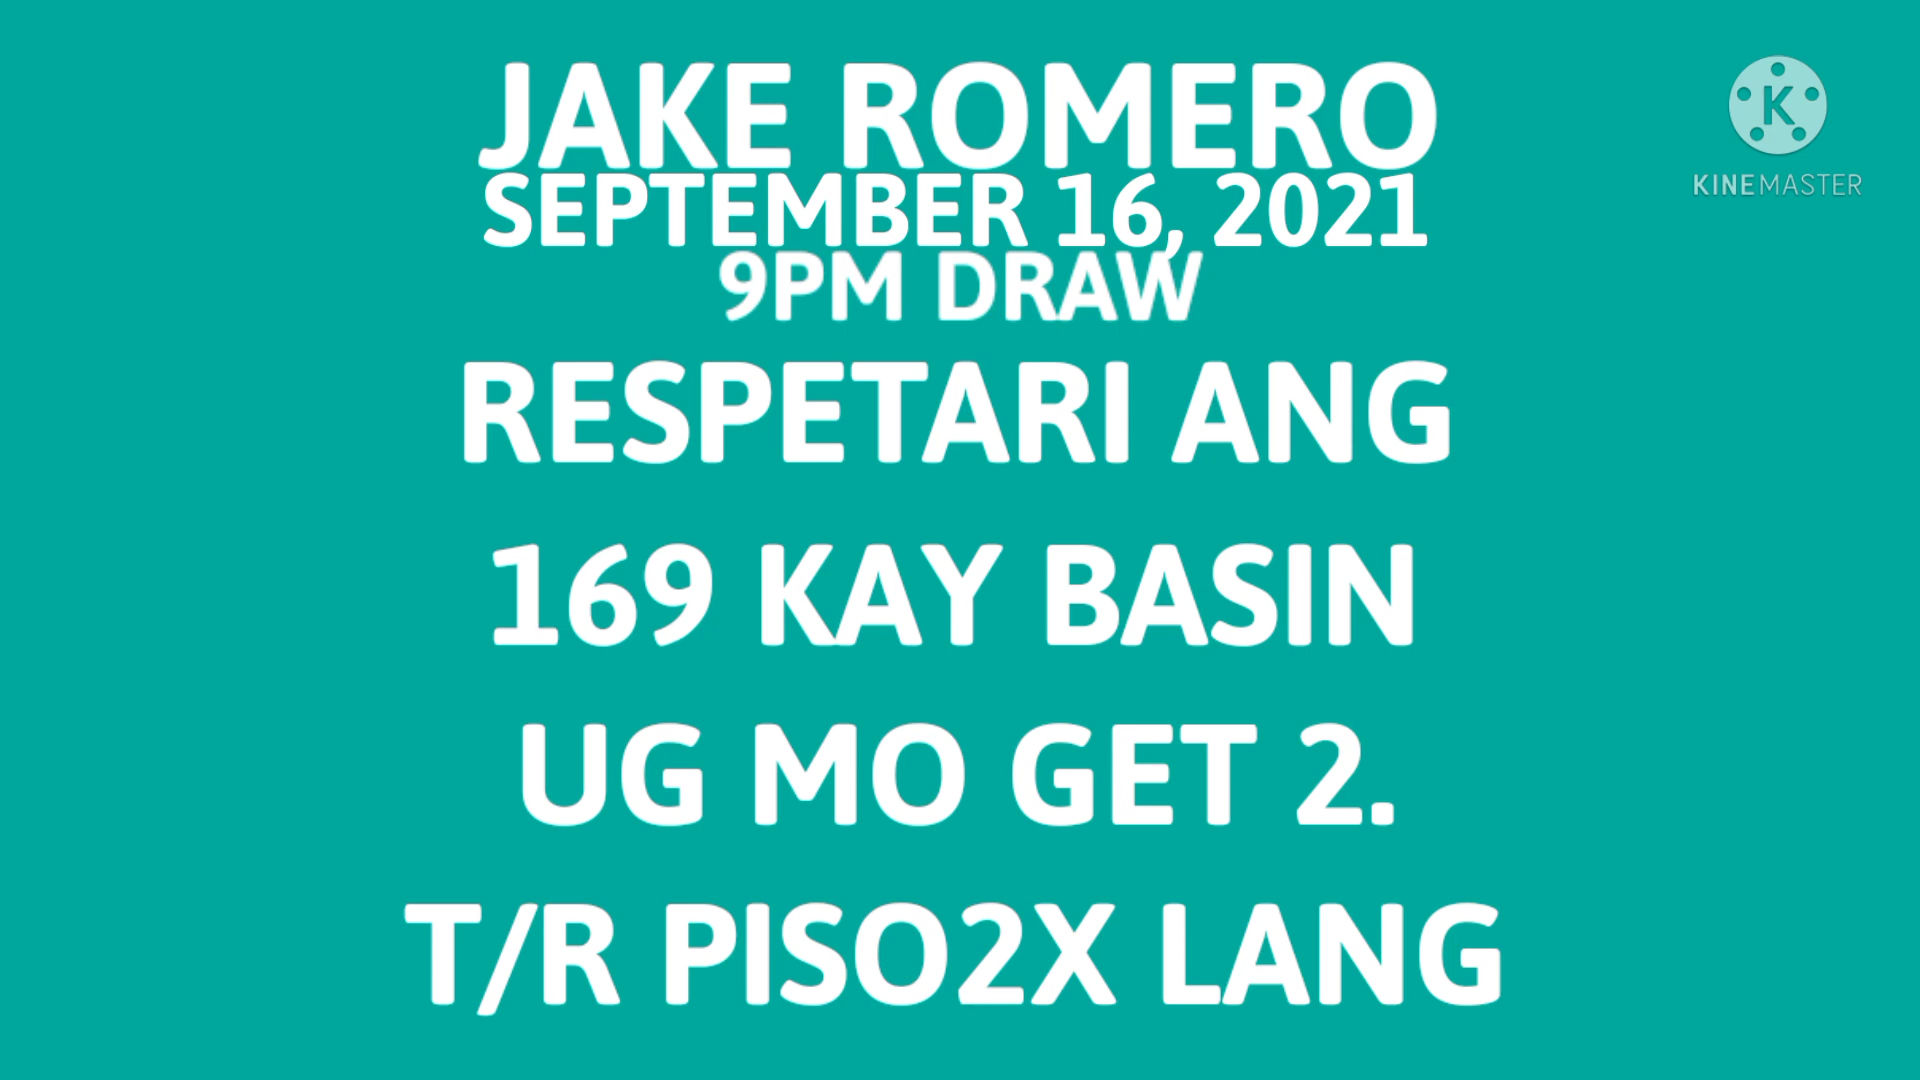 JAKE ROMERO
SEPTEMBER 16, 2021
9PM DRAW
RESPETARI ANG
169 KAY BASIN
UG MO GET 2.
T/R PISO2X LANG
K
KINEMASTER